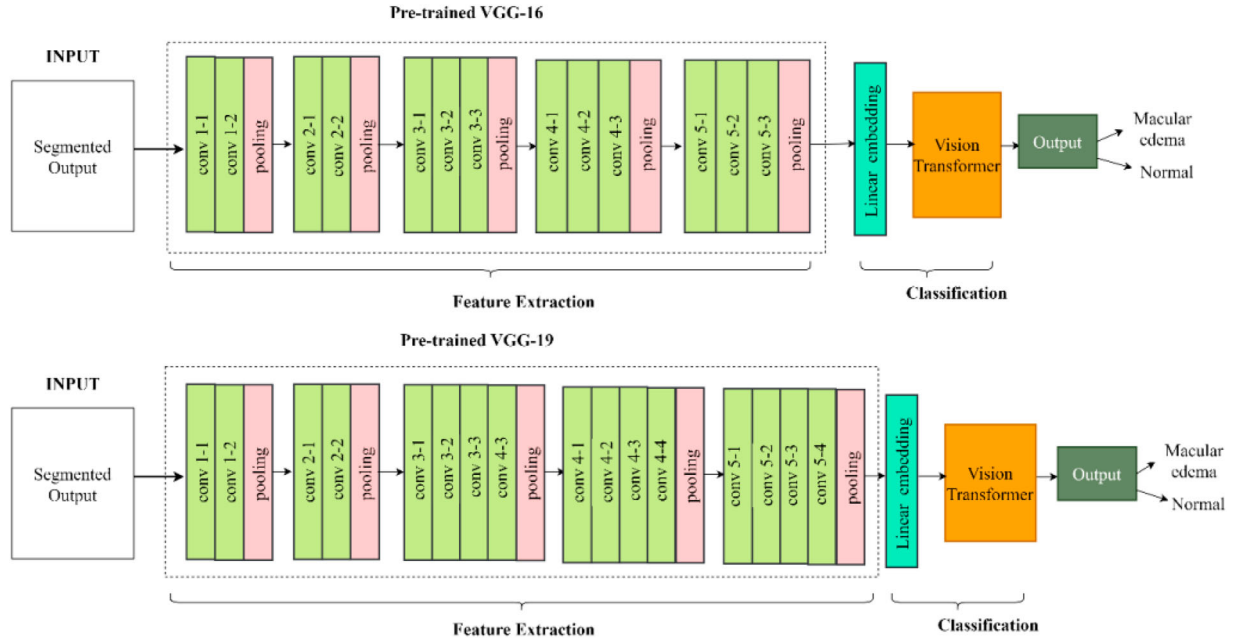 Pre-trained VGG-16
INPUT
Segmented
Output
conv 1-1
conv 1-2
pooling
conv 2-1
conv 2-2
pooling
conv 3-1
conv 3-2
conv 3-3
pooling
conv 4-1
conv 4-2
conv 4-3
pooling
conv 5-1
conv 5-2
conv 5-3
pooling
Linear embedding
Vision
Transformer
Output
Macular
edema
Normal
Feature Extraction
Classification
Pre-trained VGG-19
INPUT
Segmented
Output
conv 1-1
conv 1-2
pooling
conv 2-1
conv 2-2
pooling
conv 3-1
conv 3-2
conv 3-3
conv 4-3
pooling
conv 4-1
conv 4-2
conv 4-3
conv 4-4
pooling
conv 5-1
conv 5-2
conv 5-3
conv 5-4
pooling
Linear embedding
Vision
Transformer
Output
Macular
edema
Normal
Feature Extraction
Classification